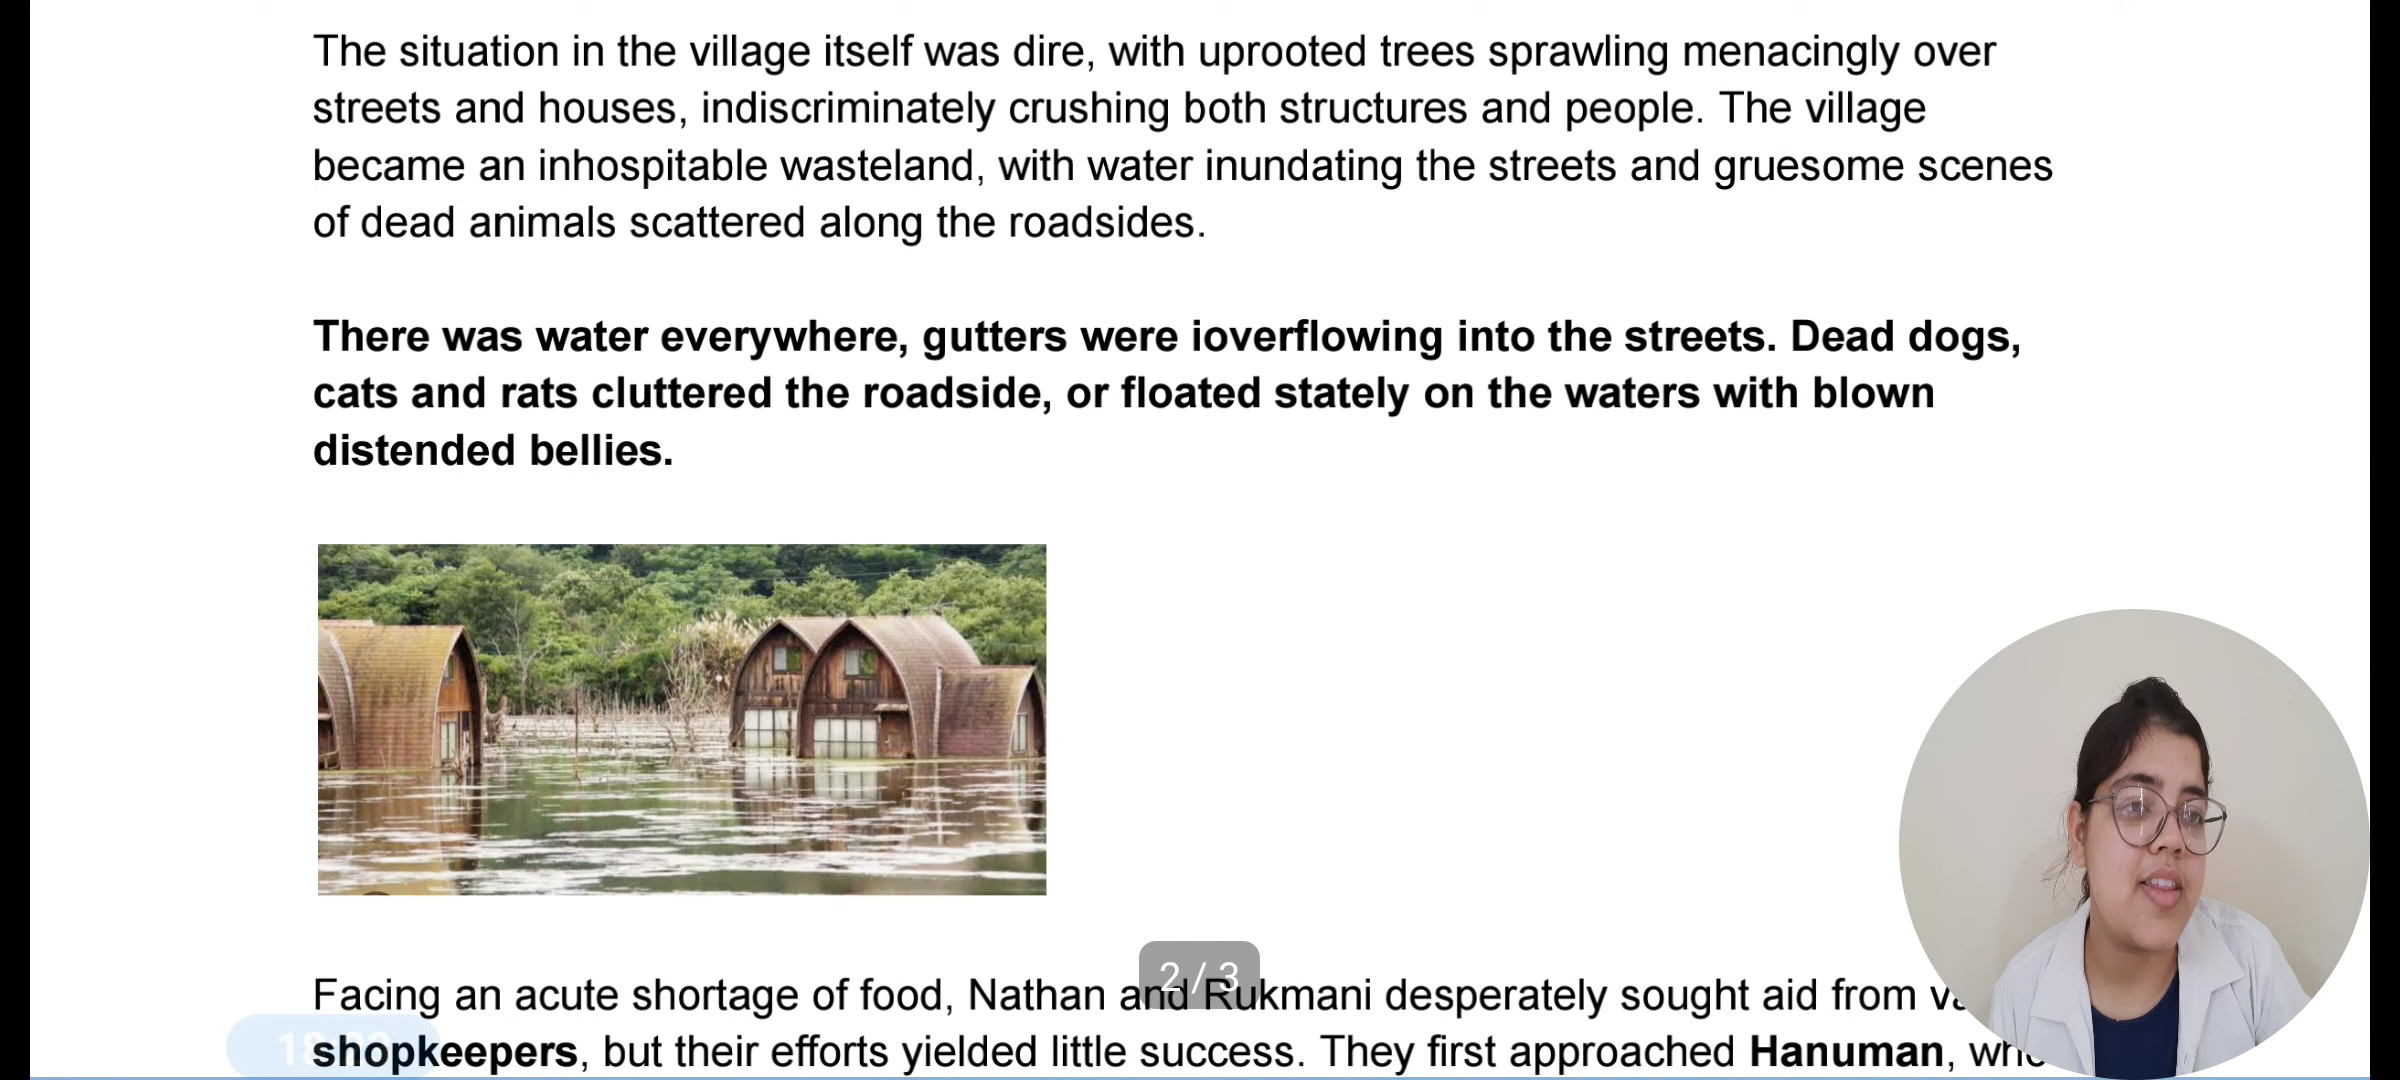 The situation in the village itself was dire, with uprooted trees sprawling menacingly over
streets and houses, indiscriminately crushing both structures and people. The village
became an inhospitable wasteland, with water inundating the streets and gruesome scenes
of dead animals scattered along the roadsides.
There was water everywhere, gutters were ioverflowing into the streets. Dead dogs,
cats and rats cluttered the roadside, or floated stately on the waters with blown
distended bellies.
2 / 3
Facing an acute shortage of food, Nathan and Rukmani desperately sought aid from
shopkeepers, but their efforts yielded little success. They first approached Hanuman,